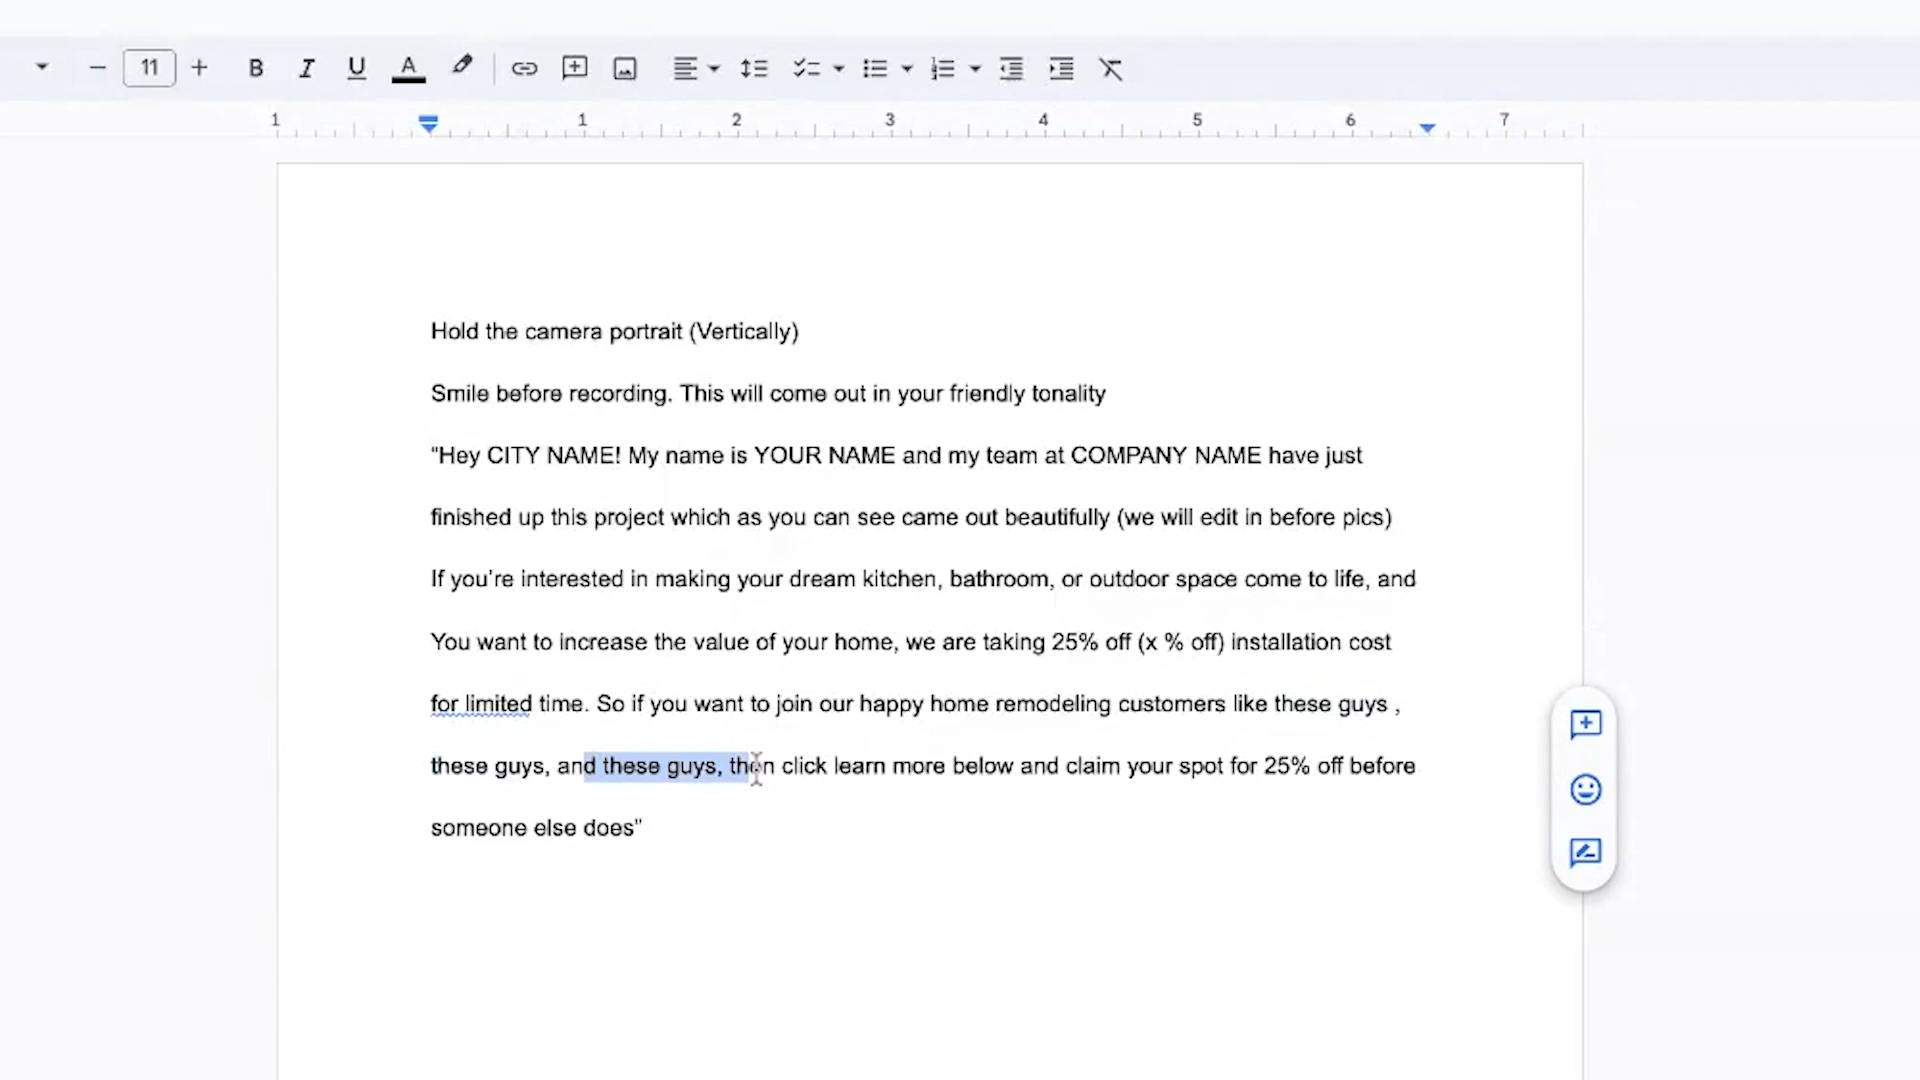 11
1 1 2 3 4 5 6 7
Hold the camera portrait (Vertically)
Smile before recording. This will come out in your friendly tonality
“Hey CITY NAME! My name is YOUR NAME and my team at COMPANY NAME have just
finished up this project which as you can see came out beautifully (we will edit in before pics)
If you’re interested in making your dream kitchen, bathroom, or outdoor space come to life, and
You want to increase the value of your home, we are taking 25% off (x % off) installation cost
for limited time. So if you want to join our happy home remodeling customers like these guys ,
these guys, and these guys, then click learn more below and claim your spot for 25% off before
someone else does”